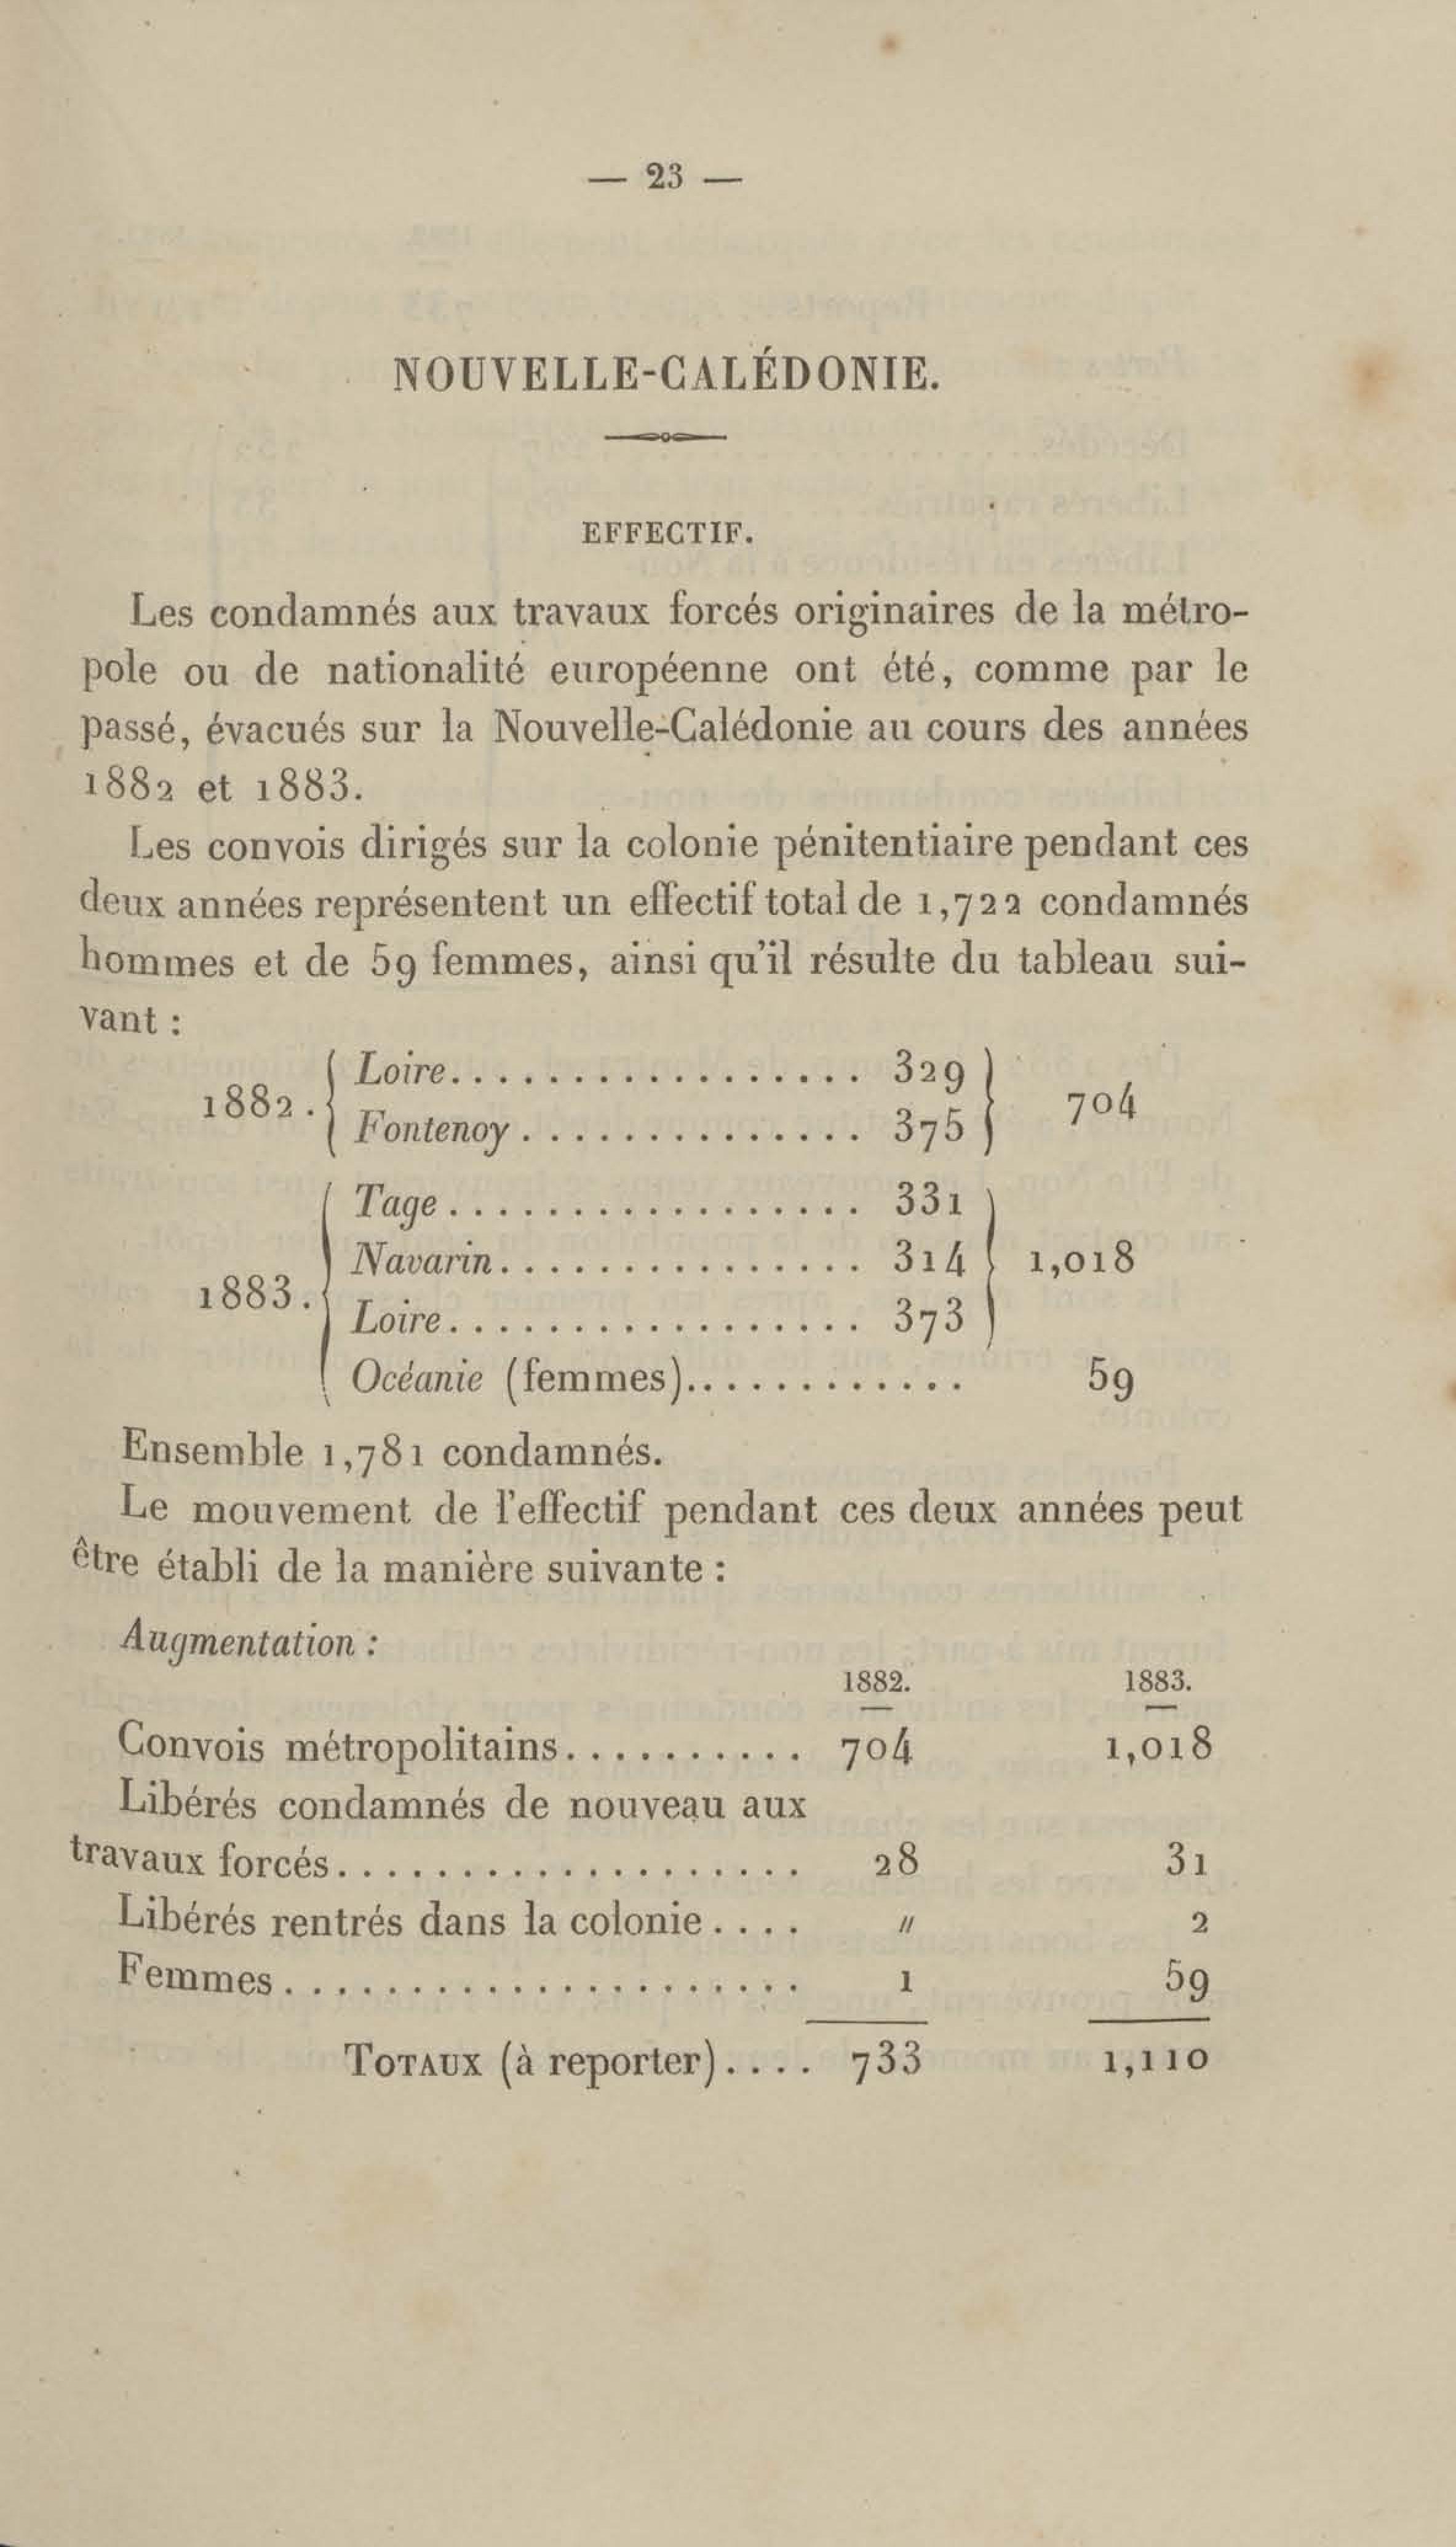 — 23 —
NOUVELLE-CALÉDONIE.
EFFECTIF.
Les condamnés aux travaux forcés originaires de la métro-
pole ou de nationalité européenne ont été, comme par le
passé, évacués sur la Nouvelle-Calédonie au cours des années
1882 et 1883.
Les convois dirigés sur la colonie pénitentiaire pendant ces
deux années représentent un effectif total de 1,722 condamnés
hommes et de 59 femmes, ainsi qu'il résulte du tableau sui-
vant :
1882. { Loire................. 329 } 704
Fontenoy.............. 375
1883. { Tage................. 331 } 1,018
Navarin............... 314
Loire................. 373
Océanie (femmes)............ 59
Ensemble 1,781 condamnés.
Le mouvement de l'effectif pendant ces deux années peut
être établi de la manière suivante :
Augmentation :
1882. 1883.
Convois métropolitains.......... 704 1,018
Libérés condamnés de nouveau aux
travaux forcés................... 28 31
Libérés rentrés dans la colonie.... " 2
Femmes..................... 1 59
TOTAUX (à reporter).... 733 1,110